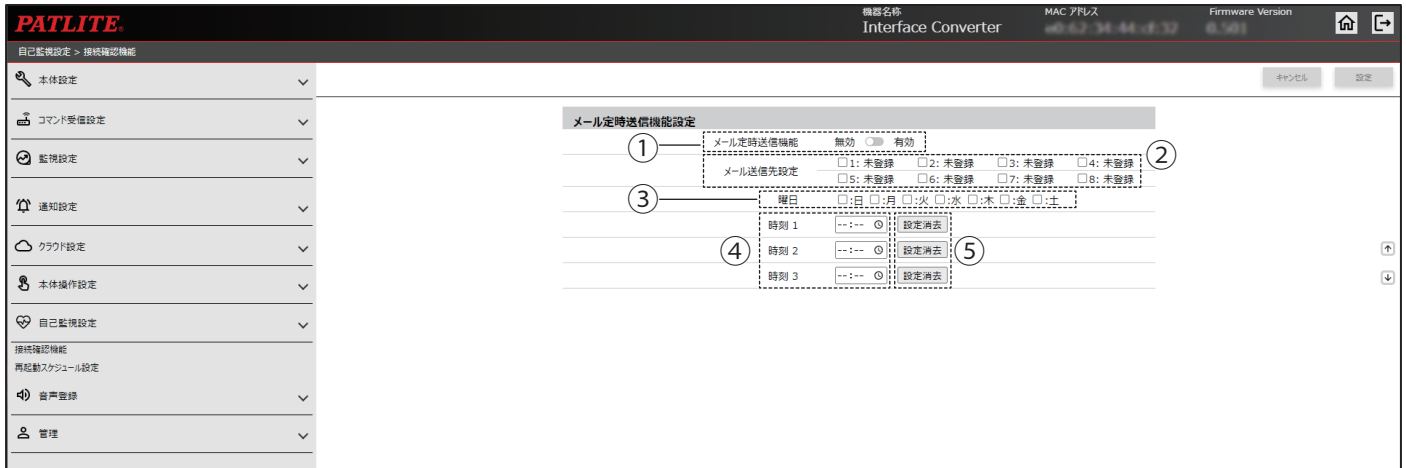 PATLITE®
機器名称
Interface Converter
MAC アドレス
Firmware Version
0.501
自己監視設定 > 接続確認機能
本体設定
コマンド受信設定
監視設定
通知設定
クラウド設定
本体操作設定
自己監視設定
接続確認機能
再起動スケジュール設定
音声登録
管理
キャンセル 設定
メール定時送信機能設定
① メール定時送信機能 無効 有効
② メール送信先設定 1: 未登録 2: 未登録 3: 未登録 4: 未登録
5: 未登録 6: 未登録 7: 未登録 8: 未登録
③ 曜日 :日 :月 :火 :水 :木 :金 :土
時刻 1 --:-- 設定消去
④ 時刻 2 --:-- 設定消去 ⑤
時刻 3 --:-- 設定消去